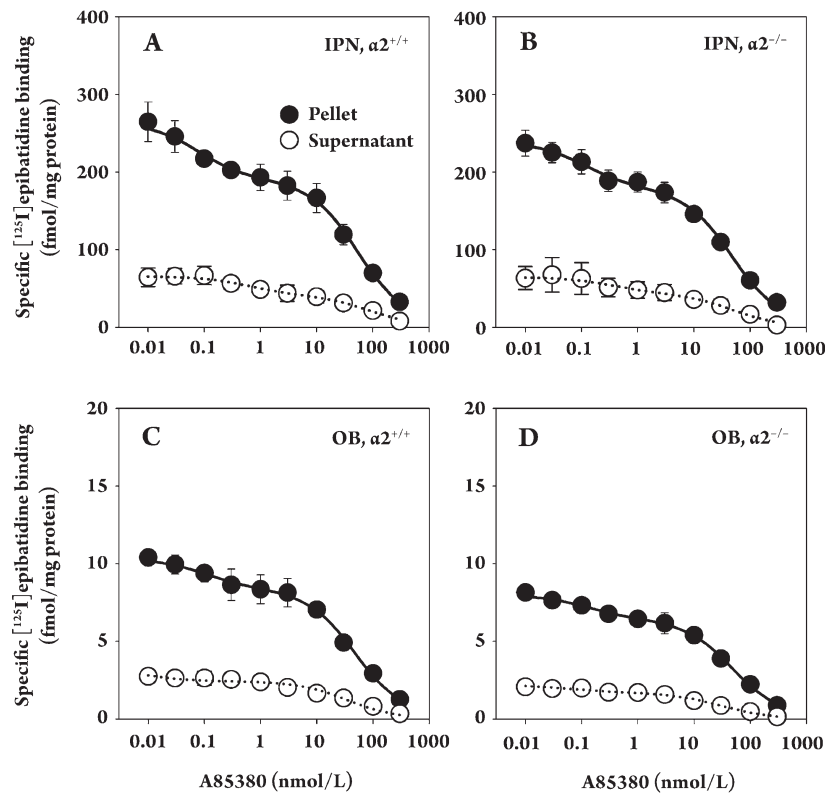 A
IPN, α2⁺/⁺
B
IPN, α2⁻/⁻
Specific [¹²⁵I]epibatidine binding
(fmol/mg protein)
400
300
200
100
0
Pellet
Supernatant
400
300
200
100
0
0.01 0.1 1 10 100 1000
0.01 0.1 1 10 100 1000
C
OB, α2⁺/⁺
D
OB, α2⁻/⁻
Specific [¹²⁵I]epibatidine binding
(fmol/mg protein)
20
15
10
5
0
20
15
10
5
0
0.01 0.1 1 10 100 1000
0.01 0.1 1 10 100 1000
A85380 (nmol/L)
A85380 (nmol/L)